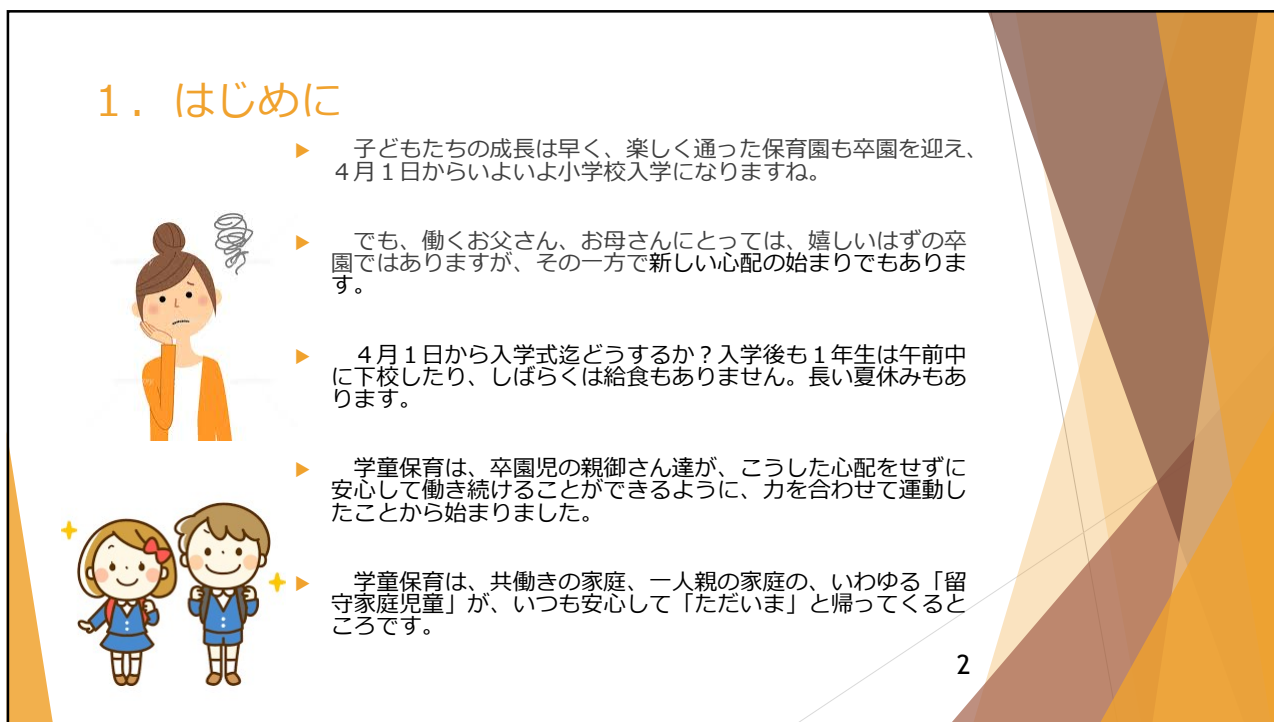 １．はじめに
子どもたちの成長は早く、楽しく通った保育園も卒園を迎え、
４月１日からいよいよ小学校入学になりますね。
でも、働くお父さん、お母さんにとっては、嬉しいはずの卒
園ではありますが、その一方で新しい心配の始まりでもありま
す。
４月１日から入学式迄どうするか？入学後も１年生は午前中
に下校したり、しばらくは給食もありません。長い夏休みもあ
ります。
学童保育は、卒園児の親御さん達が、こうした心配をせずに
安心して働き続けることができるように、力を合わせて運動し
たことから始まりました。
学童保育は、共働きの家庭、一人親の家庭の、いわゆる「留
守家庭児童」が、いつも安心して「ただいま」と帰ってくると
ころです。
2